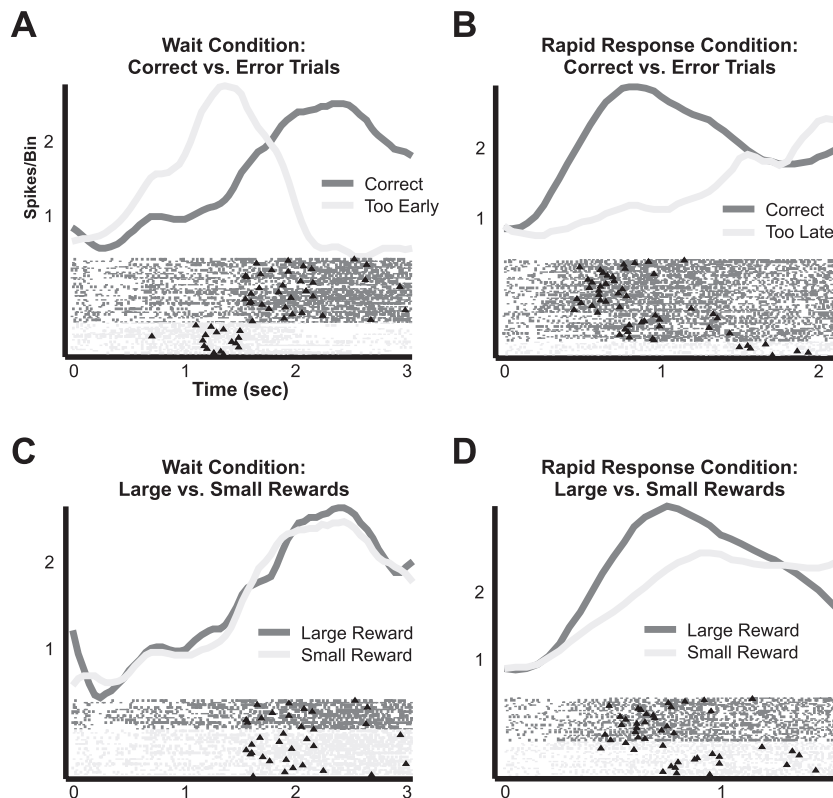 A
Wait Condition:
Correct vs. Error Trials
Spikes/Bin
2
1
Correct
Too Early
0 1 2 3
Time (sec)
B
Rapid Response Condition:
Correct vs. Error Trials
2
1
Correct
Too Late
0 1 2
C
Wait Condition:
Large vs. Small Rewards
2
1
Large Reward
Small Reward
0 1 2 3
D
Rapid Response Condition:
Large vs. Small Rewards
2
1
Large Reward
Small Reward
0 1